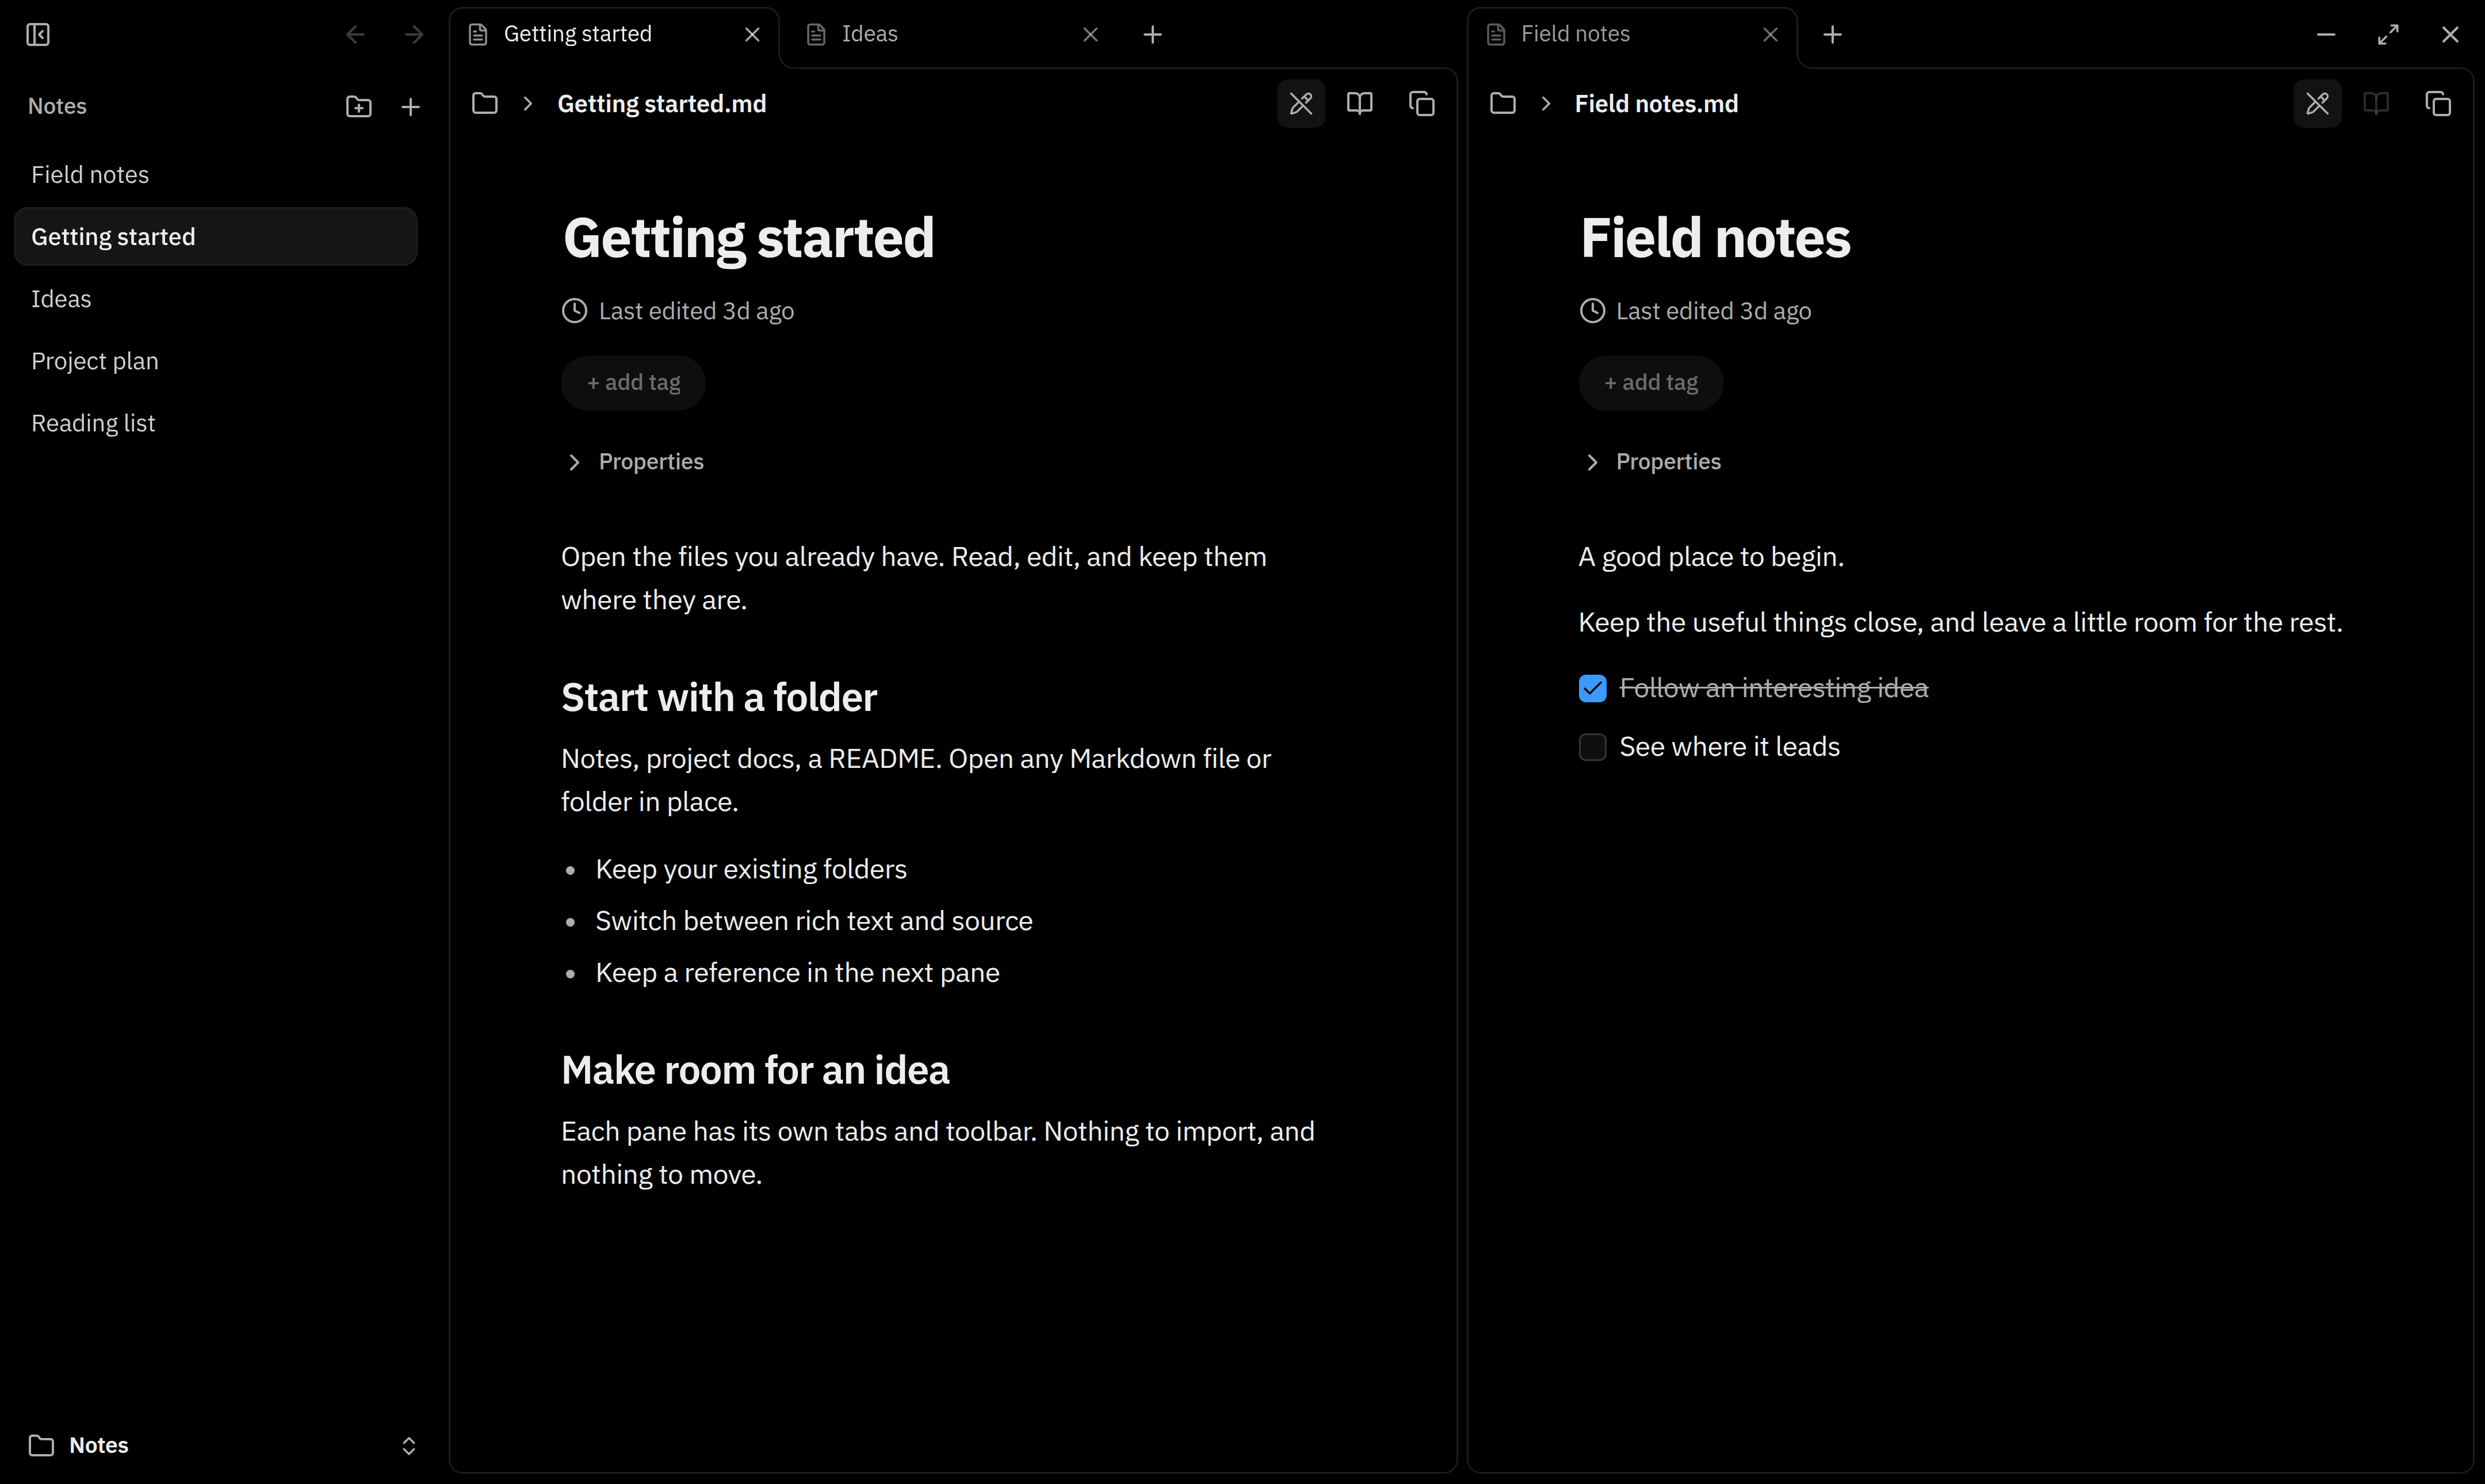 Notes
Field notes
Getting started
Ideas
Project plan
Reading list
Notes
Getting started
Ideas
Getting started.md
Getting started
Last edited 3d ago
+ add tag
Properties
Open the files you already have. Read, edit, and keep them
where they are.
Start with a folder
Notes, project docs, a README. Open any Markdown file or
folder in place.
Keep your existing folders
Switch between rich text and source
Keep a reference in the next pane
Make room for an idea
Each pane has its own tabs and toolbar. Nothing to import, and
nothing to move.
Field notes
Field notes.md
Field notes
Last edited 3d ago
+ add tag
Properties
A good place to begin.
Keep the useful things close, and leave a little room for the rest.
Follow an interesting idea
See where it leads